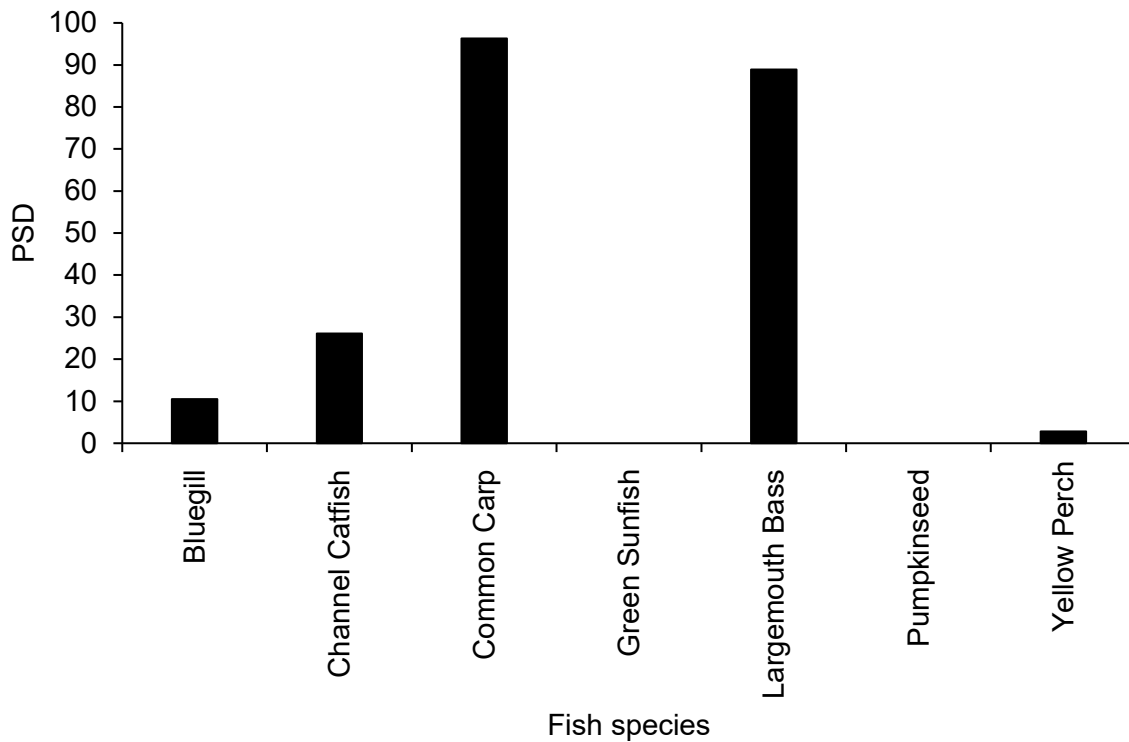 100
90
80
70
60
50
40
30
20
10
0
PSD
Bluegill
Channel Catfish
Common Carp
Green Sunfish
Largemouth Bass
Pumpkinseed
Yellow Perch
Fish species